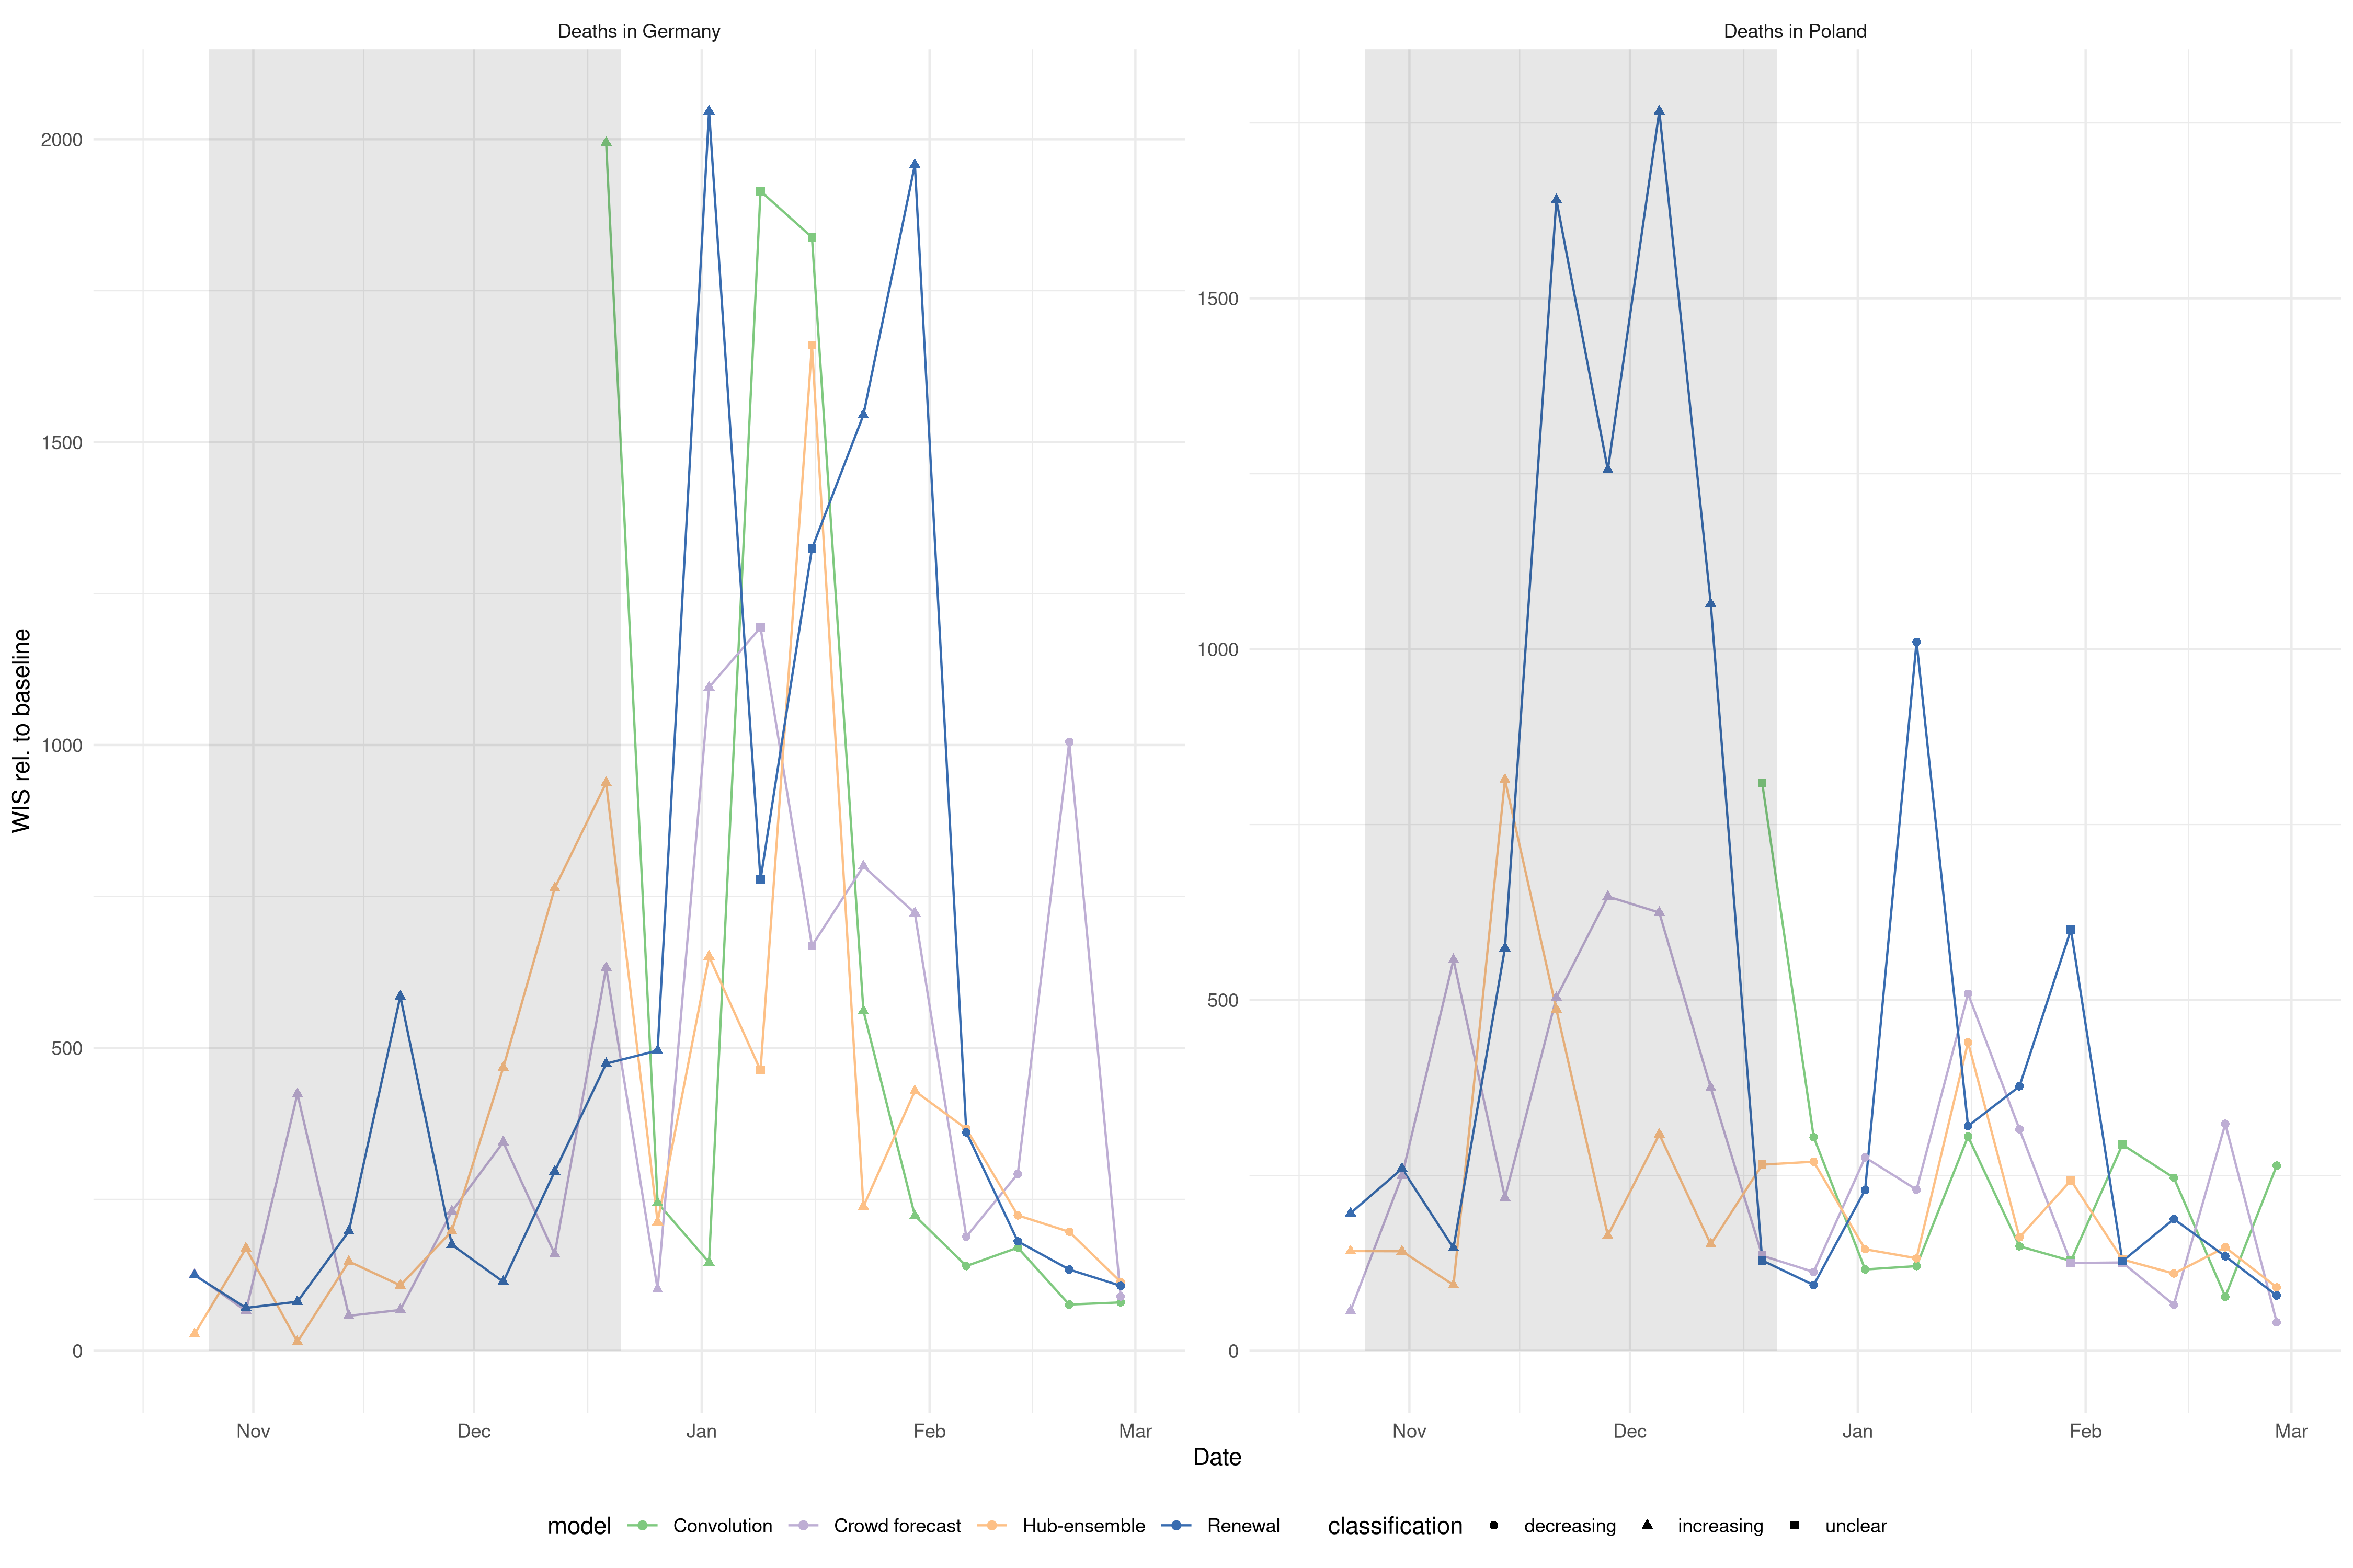 Deaths in Germany
Deaths in Poland
WIS rel. to baseline
2000
1500
1000
500
0
1500
1000
500
0
Nov Dec Jan Feb Mar
Nov Dec Jan Feb Mar
Date
model Convolution Crowd forecast Hub-ensemble Renewal classification decreasing increasing unclear